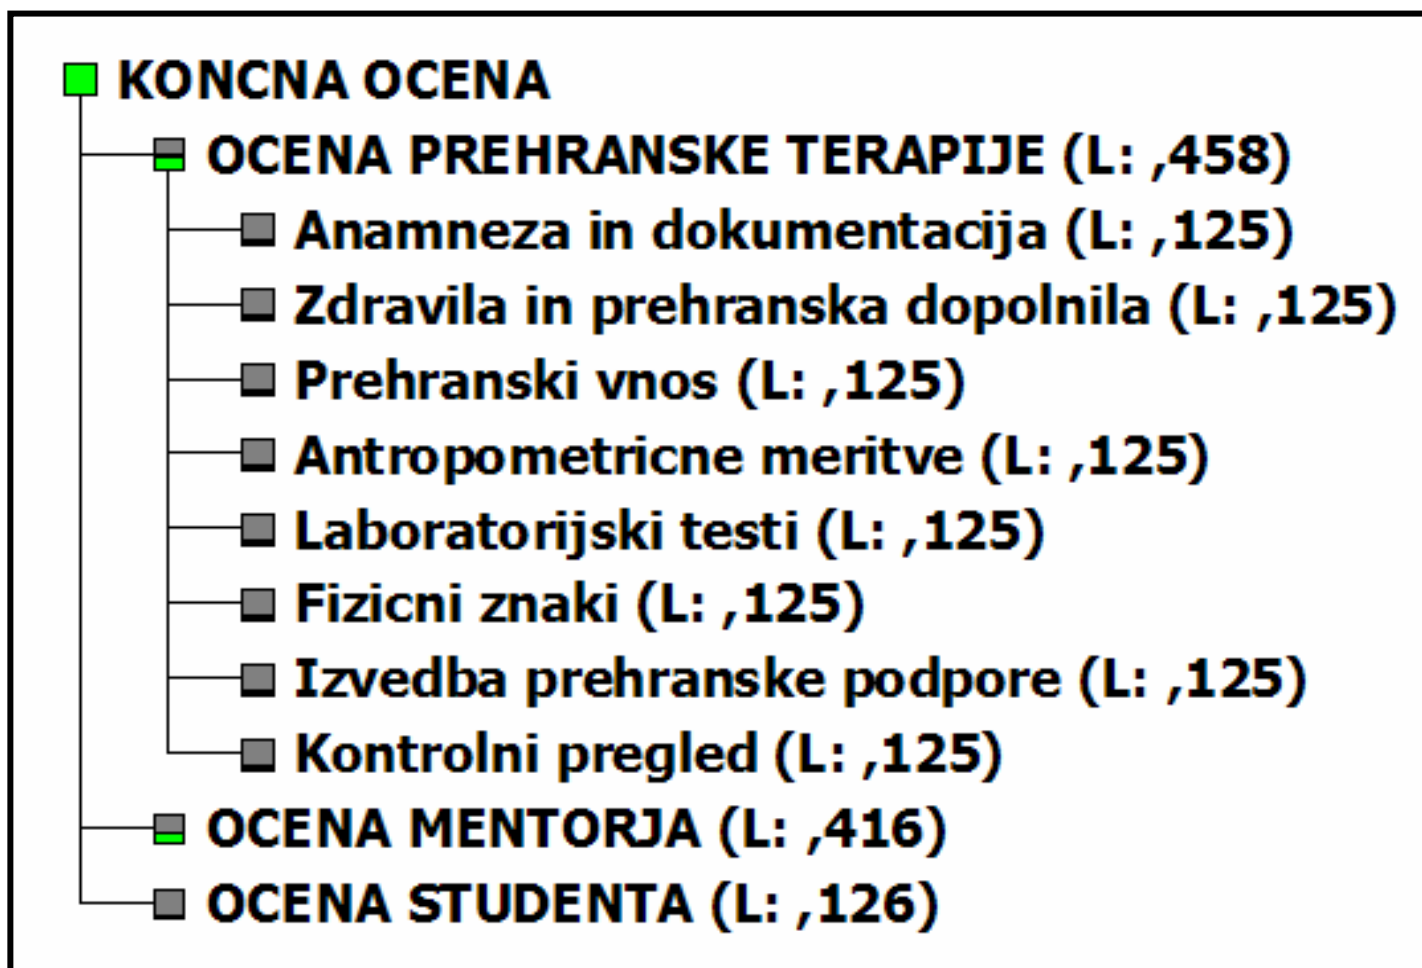 KONCNA OCENA
OCENA PREHRANSKE TERAPIJE (L: ,458)
Anamneza in dokumentacija (L: ,125)
Zdravila in prehranska dopolnila (L: ,125)
Prehranski vnos (L: ,125)
Antropometricne meritve (L: ,125)
Laboratorijski testi (L: ,125)
Fizicni znaki (L: ,125)
Izvedba prehranske podpore (L: ,125)
Kontrolni pregled (L: ,125)
OCENA MENTORJA (L: ,416)
OCENA STUDENTA (L: ,126)